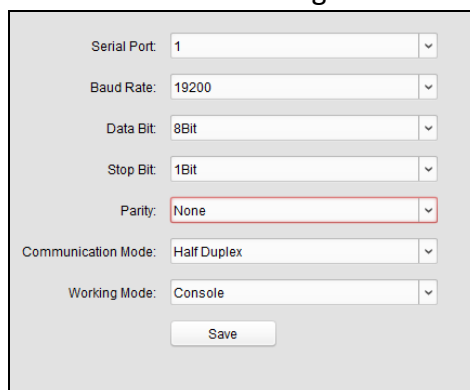 Serial Port: 1
Baud Rate: 19200
Data Bit: 8Bit
Stop Bit: 1Bit
Parity: None
Communication Mode: Half Duplex
Working Mode: Console
Save